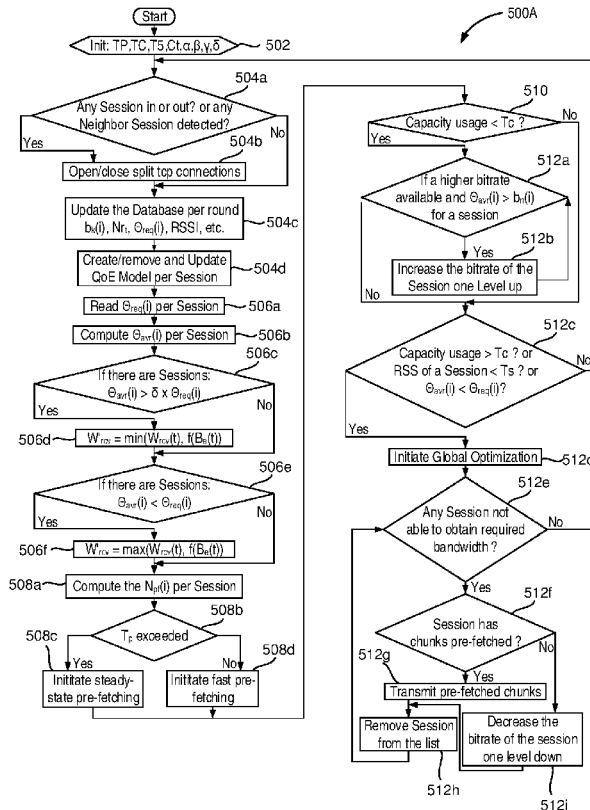 Start
500A
Init: TP,TC,TS,Ct,α,β,γ,δ
502
504a
Any Session in or out? or any
Neighbor Session detected?
Yes
No
504b
Open/close split tcp connections
Update the Database per round
bₖ(i), Nrₜ, Θreq(i), RSSI, etc.
504c
Create/remove and Update
QoE Model per Session
504d
Read Θreq(i) per Session
506a
Compute Θavr(i) per Session
506b
506c
If there are Sessions:
Θavr(i) > δ x Θreq(i)
Yes
No
506d
W'rcv = min(Wrcv(t), f(Be(t))
506e
If there are Sessions:
Θavr(i) < Θreq(i)
Yes
No
506f
W'rcv = max(Wrcv(t), f(Be(t))
508a
Compute the Npf(i) per Session
508b
Tp exceeded
508c
Yes
No
508d
Inititate steady-
state pre-fetching
Inititate fast pre-
fetching
510
Capacity usage < Tc ?
Yes
No
512a
If a higher bitrate
available and Θavr(i) > bn(i)
for a session
Yes
512b
Increase the bitrate of the
Session one Level up
No
512c
Capacity usage > Tc ? or
RSS of a Session < Ts ? or
Θavr(i) < Θreq(i)?
No
Yes
Initiate Global Optimization
512d
512e
Any Session not
able to obtain required
bandwidth ?
No
Yes
512f
Session has
chunks pre-fetched ?
No
512g
Yes
Transmit pre-fetched chunks
Remove Session
from the list
512h
Decrease the
bitrate of the session
one level down
512i